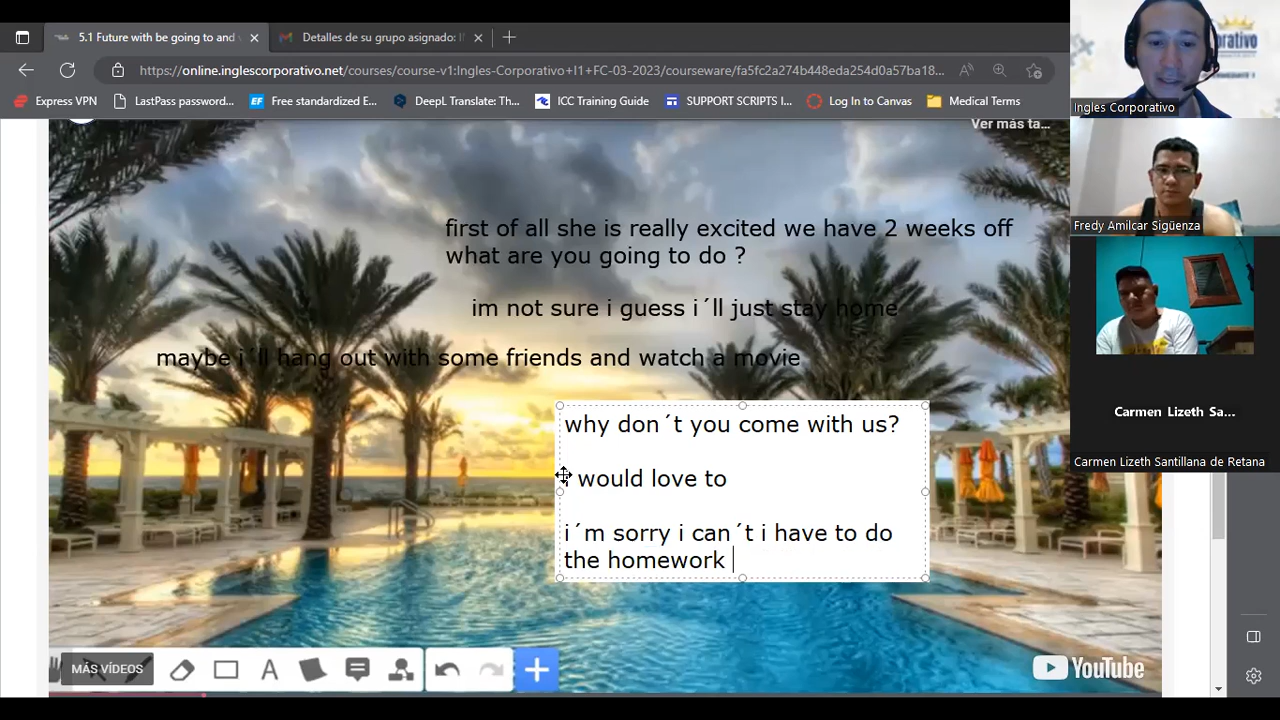 5.1 Future with be going to and
Detalles de su grupo asignado: I
https://online.inglescorporativo.net/courses/course-v1:Ingles-Corporativo+I1+FC-03-2023/courseware/fa5fc2a274b448eda254d0a57ba18...
Express VPN
LastPass password...
EF Free standardized E...
DeepL Translate: Th...
ICC Training Guide
SUPPORT SCRIPTS I...
Log In to Canvas
Medical Terms
Ver más ta...
first of all she is really excited we have 2 weeks off
what are you going to do ?
im not sure i guess i´ll just stay home
maybe i´ll hang out with some friends and watch a movie
why don´t you come with us?
i would love to
i´m sorry i can´t i have to do
the homework
MÁS VÍDEOS
A
YouTube
orativo
Ingles Corporativo
Fredy Amilcar Sigüenza
Carmen Lizeth Sa...
Carmen Lizeth Santillana de Retana